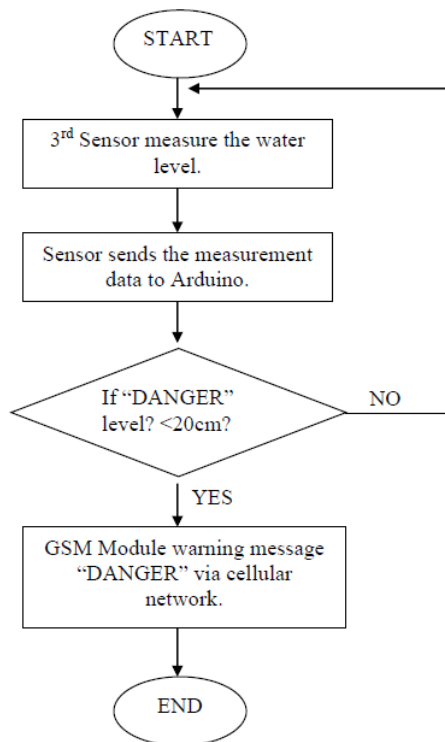 START
3rd Sensor measure the water
level.
Sensor sends the measurement
data to Arduino.
If “DANGER”
level? <20cm?
NO
YES
GSM Module warning message
“DANGER” via cellular
network.
END